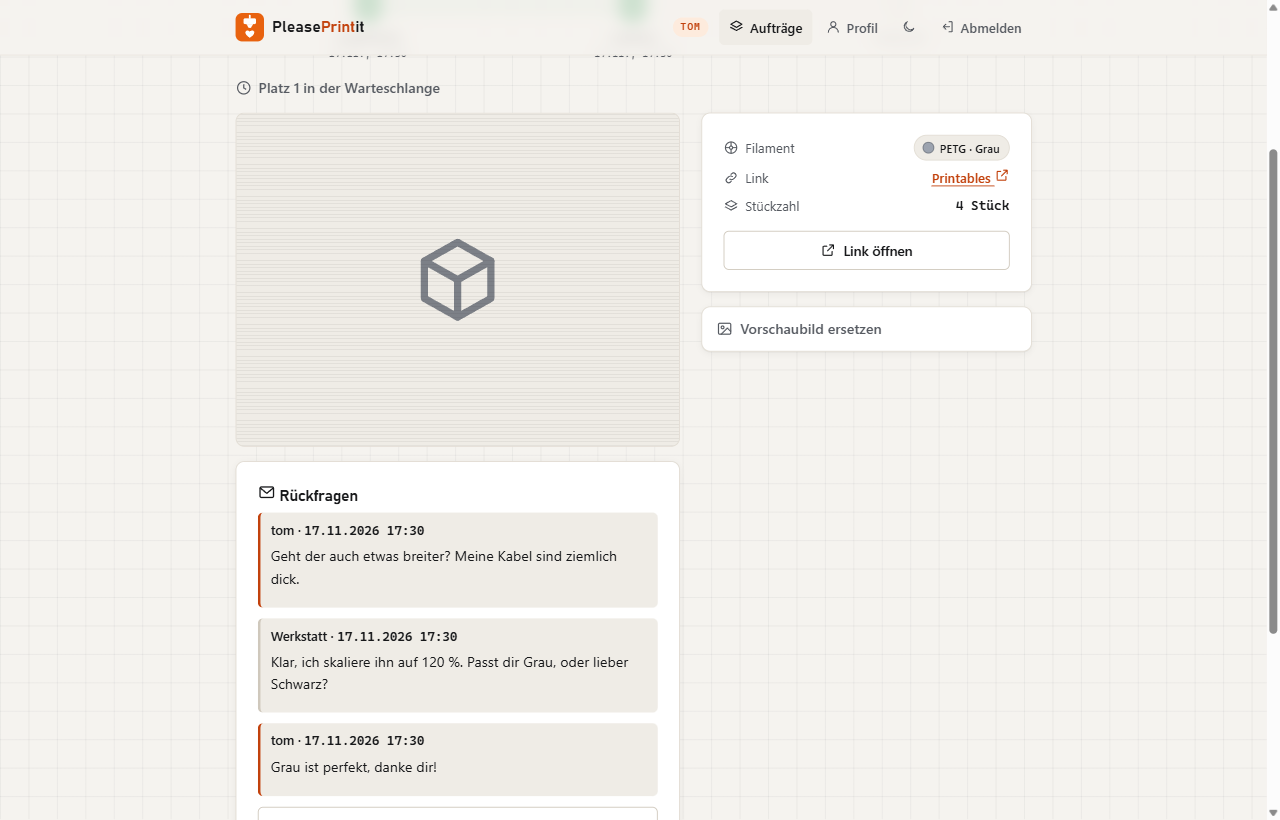 PleasePrintit
TOM
Aufträge
Profil
Abmelden
Platz 1 in der Warteschlange
Filament
PETG · Grau
Link
Printables
Stückzahl
4 Stück
Link öffnen
Vorschaubild ersetzen
Rückfragen
tom · 17.11.2026 17:30
Geht der auch etwas breiter? Meine Kabel sind ziemlich
dick.
Werkstatt · 17.11.2026 17:30
Klar, ich skaliere ihn auf 120 %. Passt dir Grau, oder lieber
Schwarz?
tom · 17.11.2026 17:30
Grau ist perfekt, danke dir!